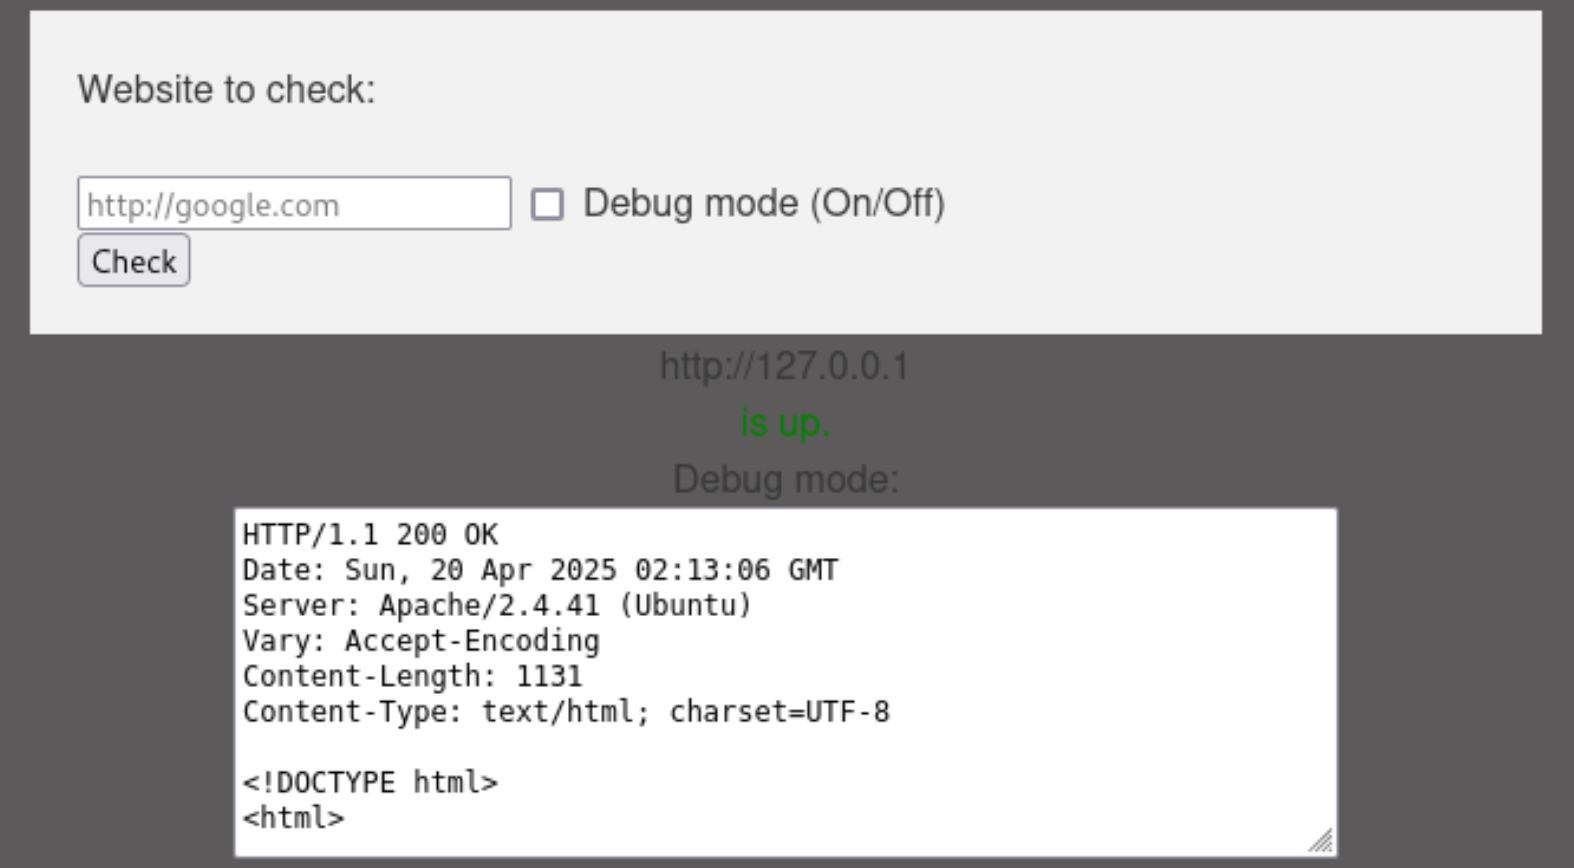 Website to check:
http://google.com Debug mode (On/Off)
Check
http://127.0.0.1
is up.
Debug mode:
HTTP/1.1 200 OK
Date: Sun, 20 Apr 2025 02:13:06 GMT
Server: Apache/2.4.41 (Ubuntu)
Vary: Accept-Encoding
Content-Length: 1131
Content-Type: text/html; charset=UTF-8
<!DOCTYPE html>
<html>